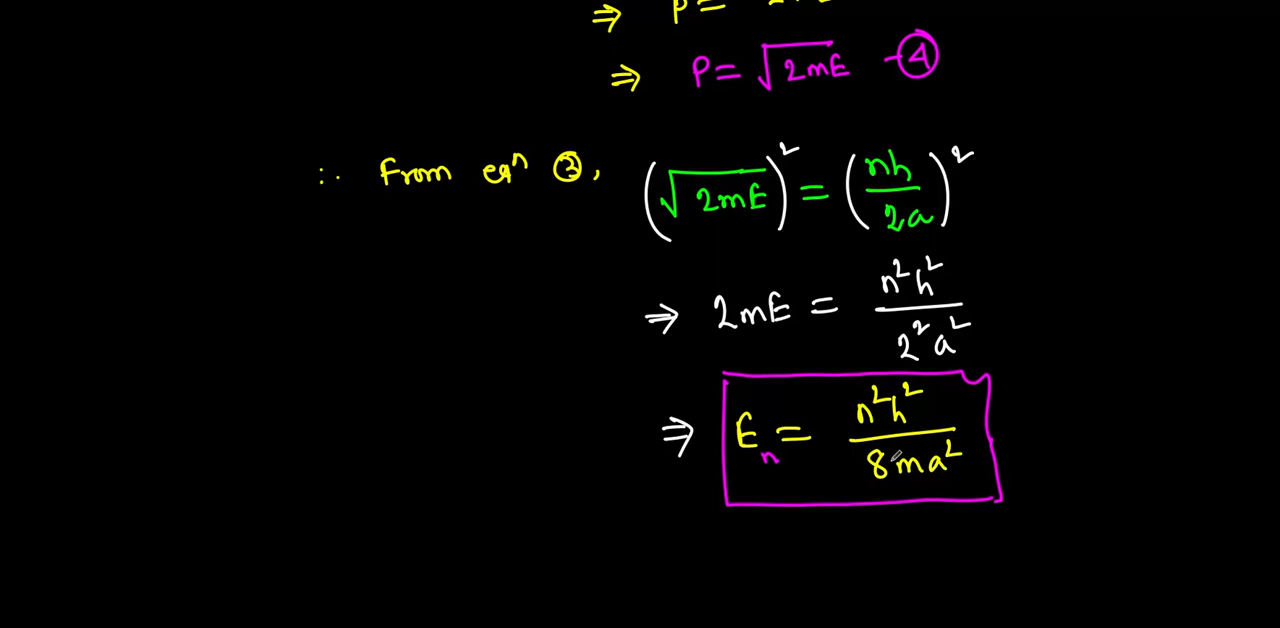 ⇒ P =
⇒ P = √2mE -④
∴ From eqⁿ ③, (√2mE)² = (nh/2a)²
⇒ 2mE = n²h²/2²a²
⇒ Eₙ = n²h²/8ma²